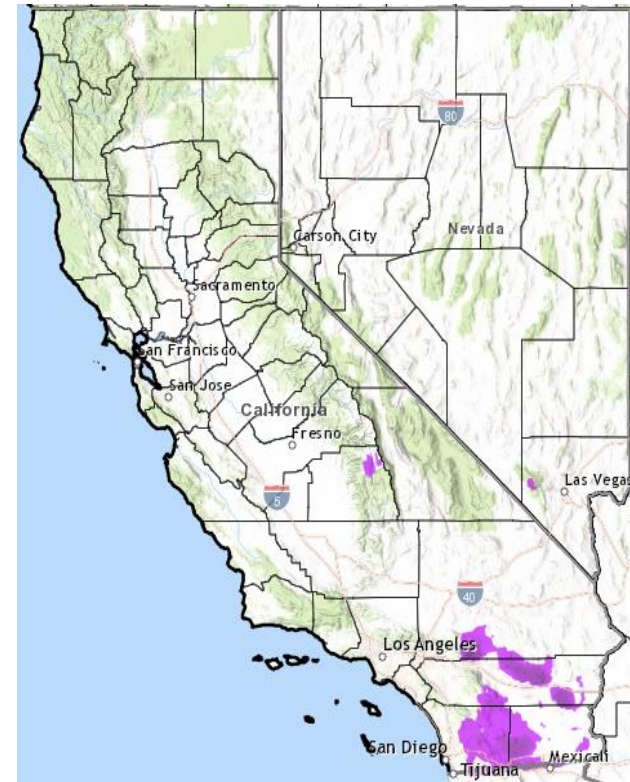 80
Nevada
Carson City
Sacramento
San Francisco
San Jose
California
Fresno
5
Las Vegas
40
Los Angeles
San Diego
Mexicali
Tijuana